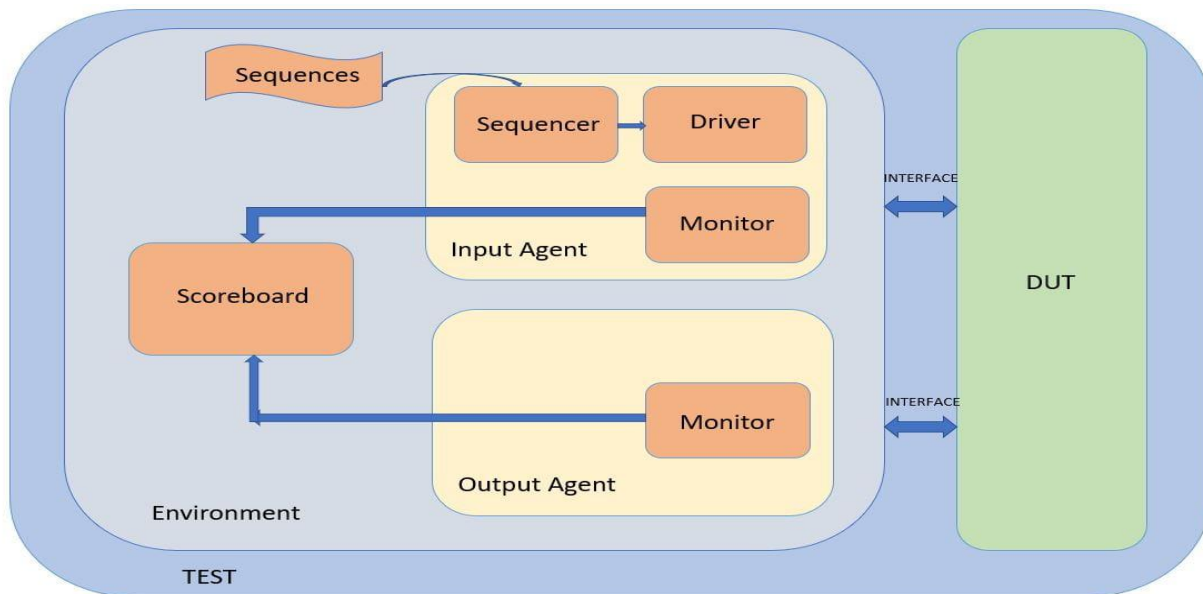 Sequences
Sequencer
Driver
INTERFACE
Monitor
Input Agent
Scoreboard
DUT
INTERFACE
Monitor
Output Agent
Environment
TEST